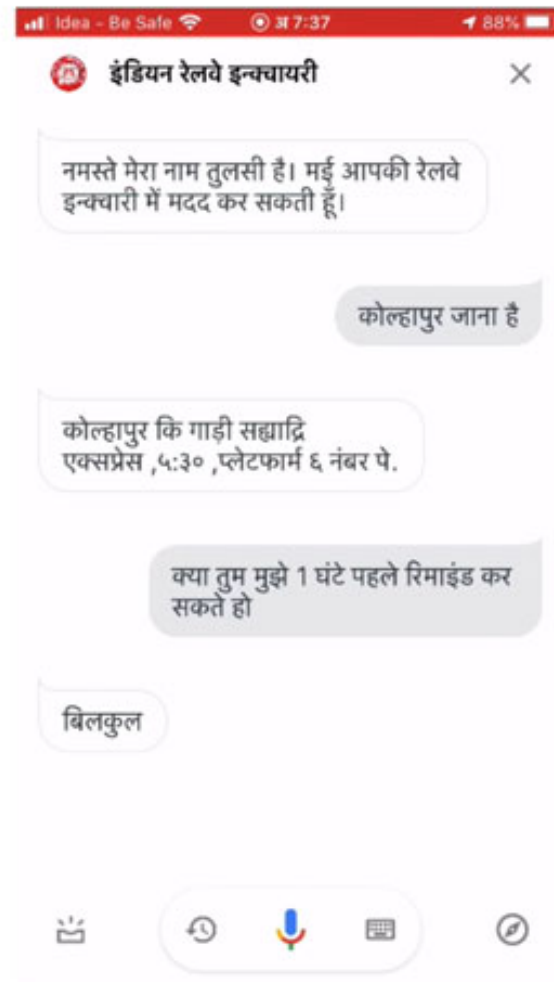 Idea - Be Safe अ 7:37 88%
इंडियन रेलवे इन्क्वायरी
नमस्ते मेरा नाम तुलसी है। मई आपकी रेलवे
इन्क्वारी में मदद कर सकती हूँ।
कोल्हापुर जाना है
कोल्हापुर कि गाड़ी सह्याद्रि
एक्सप्रेस ,५:३० ,प्लेटफार्म ६ नंबर पे.
क्या तुम मुझे 1 घंटे पहले रिमाइंड कर
सकते हो
बिलकुल